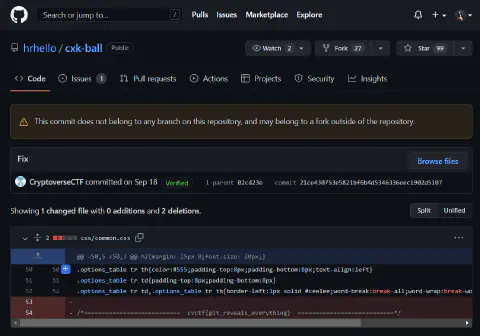 Search or jump to...
/
Pulls
Issues
Marketplace
Explore
hrhello / cxk-ball
Public
Watch 2
Fork 27
Star 99
Code
Issues 1
Pull requests
Actions
Projects
Security
Insights
This commit does not belong to any branch on this repository, and may belong to a fork outside of the repository.
Fix
Browse files
CryptoverseCTF committed on Sep 18
Verified
1 parent 02cd23e
commit 21ce430753e5821bf6b4d5346336eec1902d5107
Showing 1 changed file with 0 additions and 2 deletions.
Split
Unified
2
css/common.css
@@ -50,5 +50,3 @@ h2{margin: 25px 0;font-size: 20px;}
50 50 .options_table tr th{color:#555;padding-top:8px;padding-bottom:8px;text-align:left}
51 51 .options_table tr td{padding-top:8px;padding-bottom:8px}
52 52 .options_table tr td,.options_table tr th{border-left:1px solid #ceelee;word-break:break-all;word-wrap:break-wo
53 -
54 - /*========================== cvctf{git_reveals_everything} ==========================*/